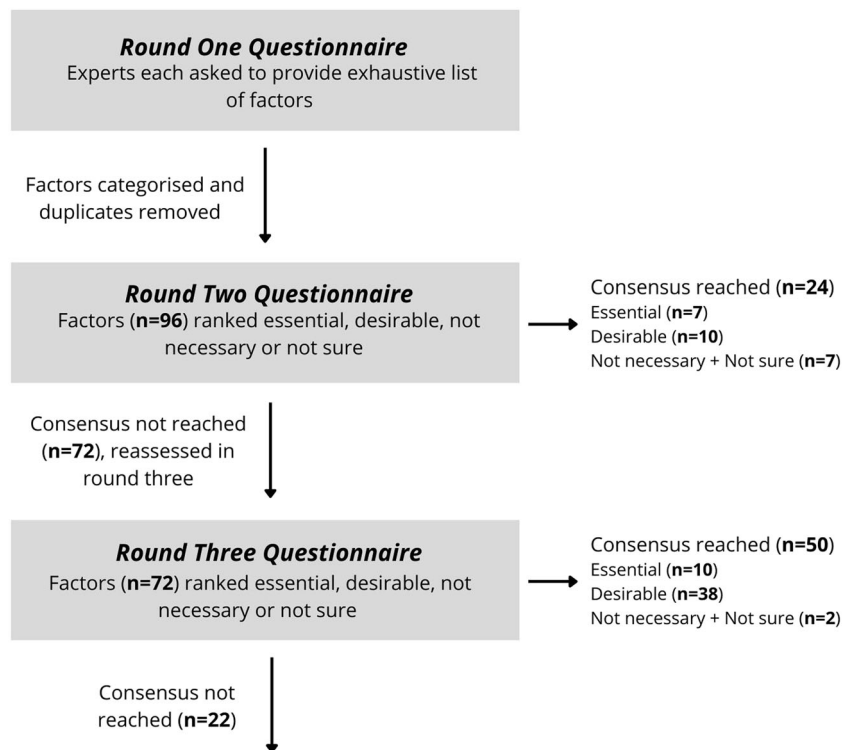 Round One Questionnaire
Experts each asked to provide exhaustive list
of factors
Factors categorised and
duplicates removed
Round Two Questionnaire
Factors (n=96) ranked essential, desirable, not
necessary or not sure
Consensus reached (n=24)
Essential (n=7)
Desirable (n=10)
Not necessary + Not sure (n=7)
Consensus not reached
(n=72), reassessed in
round three
Round Three Questionnaire
Factors (n=72) ranked essential, desirable, not
necessary or not sure
Consensus reached (n=50)
Essential (n=10)
Desirable (n=38)
Not necessary + Not sure (n=2)
Consensus not
reached (n=22)